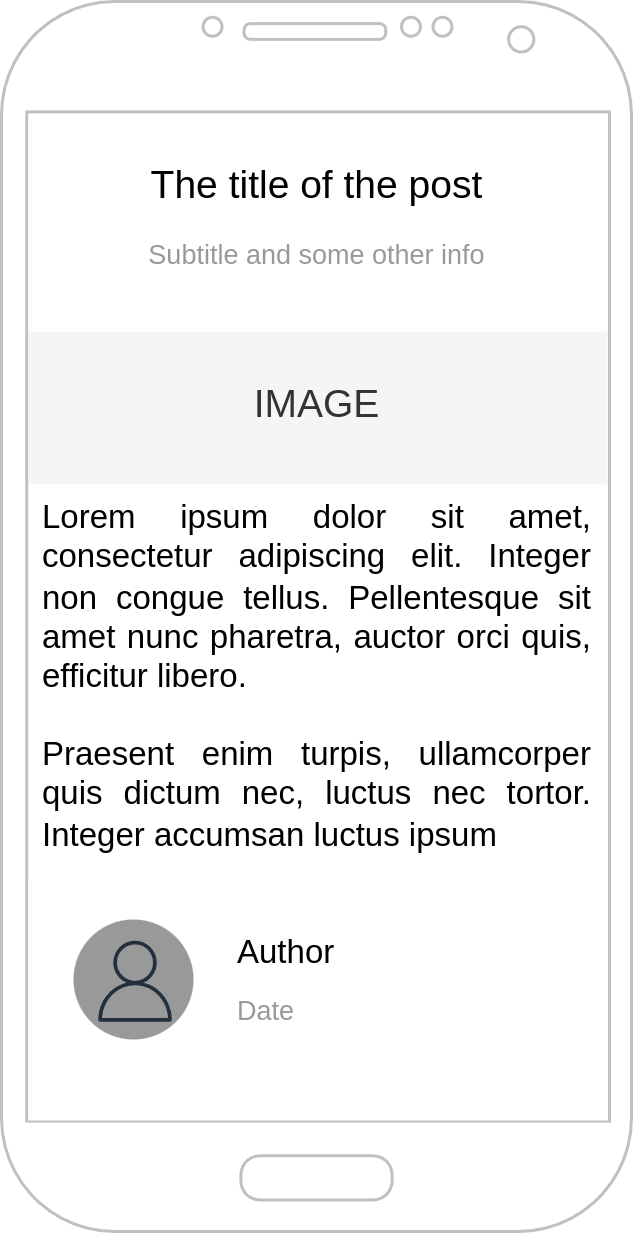 The title of the post
Subtitle and some other info
IMAGE
Lorem ipsum dolor sit amet,
consectetur adipiscing elit. Integer
non congue tellus. Pellentesque sit
amet nunc pharetra, auctor orci quis,
efficitur libero.
Praesent enim turpis, ullamcorper
quis dictum nec, luctus nec tortor.
Integer accumsan luctus ipsum
Author
Date